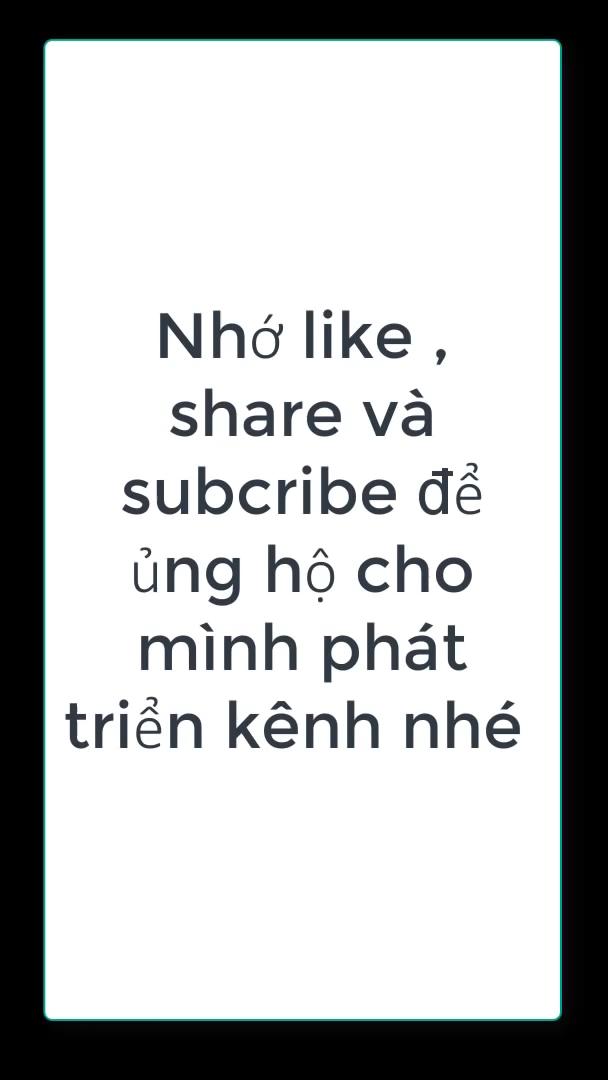 Nhớ like ,
share và
subcribe để
ủng hộ cho
mình phát
triển kênh nhé